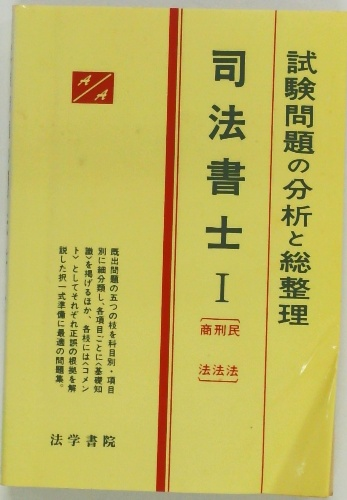 試験問題の分析と総整理
司法書士 I
民法
刑法
商法
A/A
既出問題の五つの枝を科目別・項目
別に細分類し、各項目ごとに〈基礎知
識〉を掲げるほか、各枝には〈コメン
ト〉としてそれぞれ正誤の根拠を解
説した択一式準備に最適の問題集。
法学書院